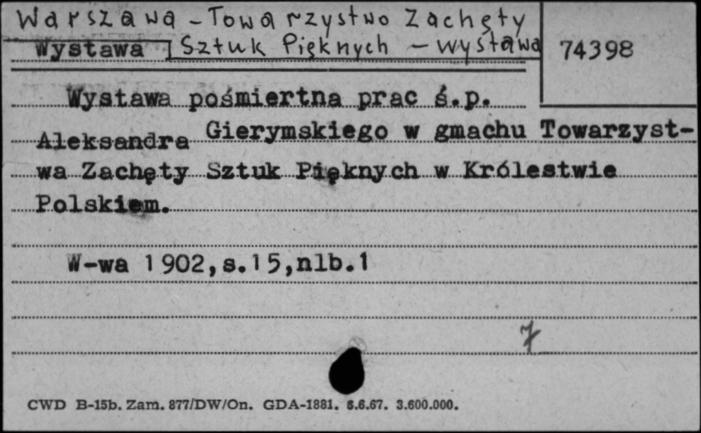 Warszawa - Towarzystwo Zachęty
Wystawa Sztuk Pięknych - wystawa
74398
Wystawa pośmiertna prac ś.p.
Aleksandra Gierymskiego w gmachu Towarzyst-
wa Zachęty Sztuk Pięknych w Królestwie
Polskiem.
W-wa 1902,s.15,nlb.1
7
CWD B-15b. Zam. 877/DW/On. GDA-1881. 6.6.67. 3.600.000.